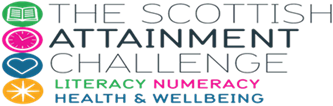 THE SCOTTISH
ATTAINMENT
CHALLENGE
LITERACY NUMERACY
HEALTH & WELLBEING